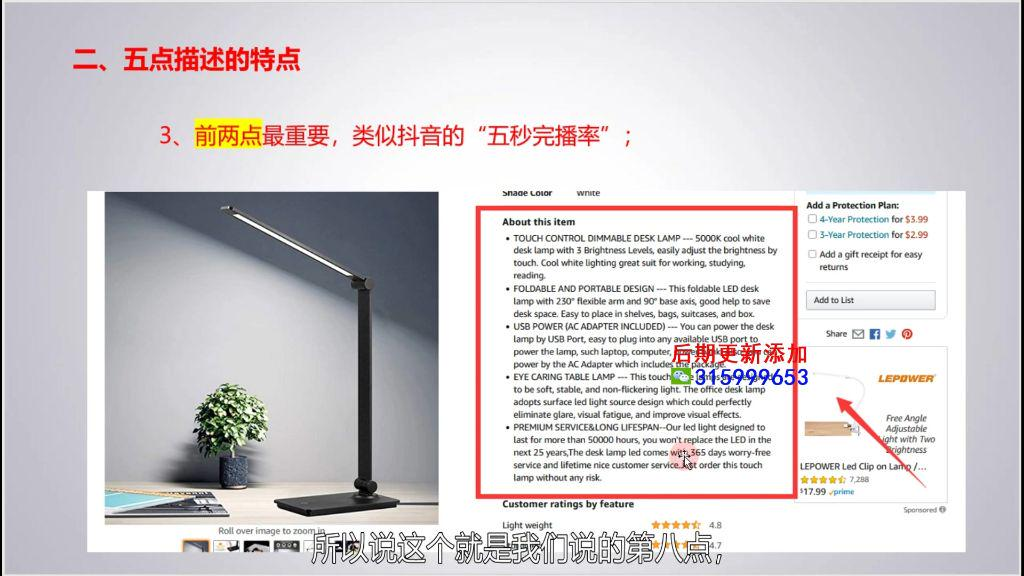 二、五点描述的特点
3、前两点最重要，类似抖音的“五秒完播率”；
Shade Color White
About this item
• TOUCH CONTROL DIMMABLE DESK LAMP --- 5000K cool white
desk lamp with 3 Brightness Levels, easily adjust the brightness by
touch. Cool white lighting great suit for working, studying,
reading.
• FOLDABLE AND PORTABLE DESIGN --- This foldable LED desk
lamp with 230° flexible arm and 90° base axis, good help to save
desk space. Easy to place in shelves, bags, suitcases, and box.
• USB POWER (AC ADAPTER INCLUDED) --- You can power the desk
lamp by USB Port, easy to plug into any available USB port to
power the lamp, such laptop, computer,
power by the AC Adapter which includes the package.
• EYE CARING TABLE LAMP --- This touch
to be soft, stable, and non-flickering light. The office desk lamp
adopts surface led light source design which could perfectly
eliminate glare, visual fatigue, and improve visual effects.
• PREMIUM SERVICE&LONG LIFESPAN--Our led light designed to
last for more than 50000 hours, you won't replace the LED in the
next 25 years,The desk lamp led comes with 365 days worry-free
service and lifetime nice customer service. order this touch
lamp without any risk.
后期更新添加
315999653
Customer ratings by feature
Light weight 4.8
4.7
Roll over image to zoom in
Add a Protection Plan:
4-Year Protection for $3.99
3-Year Protection for $2.99
Add a gift receipt for easy
returns
Add to List
Share
LEPOWER
Free Angle
Adjustable
Light with Two
Brightness
LEPOWER Led Clip on Lamp /...
7,288
$17.99 prime
Sponsored
所以说这个就是我们说的第八点，